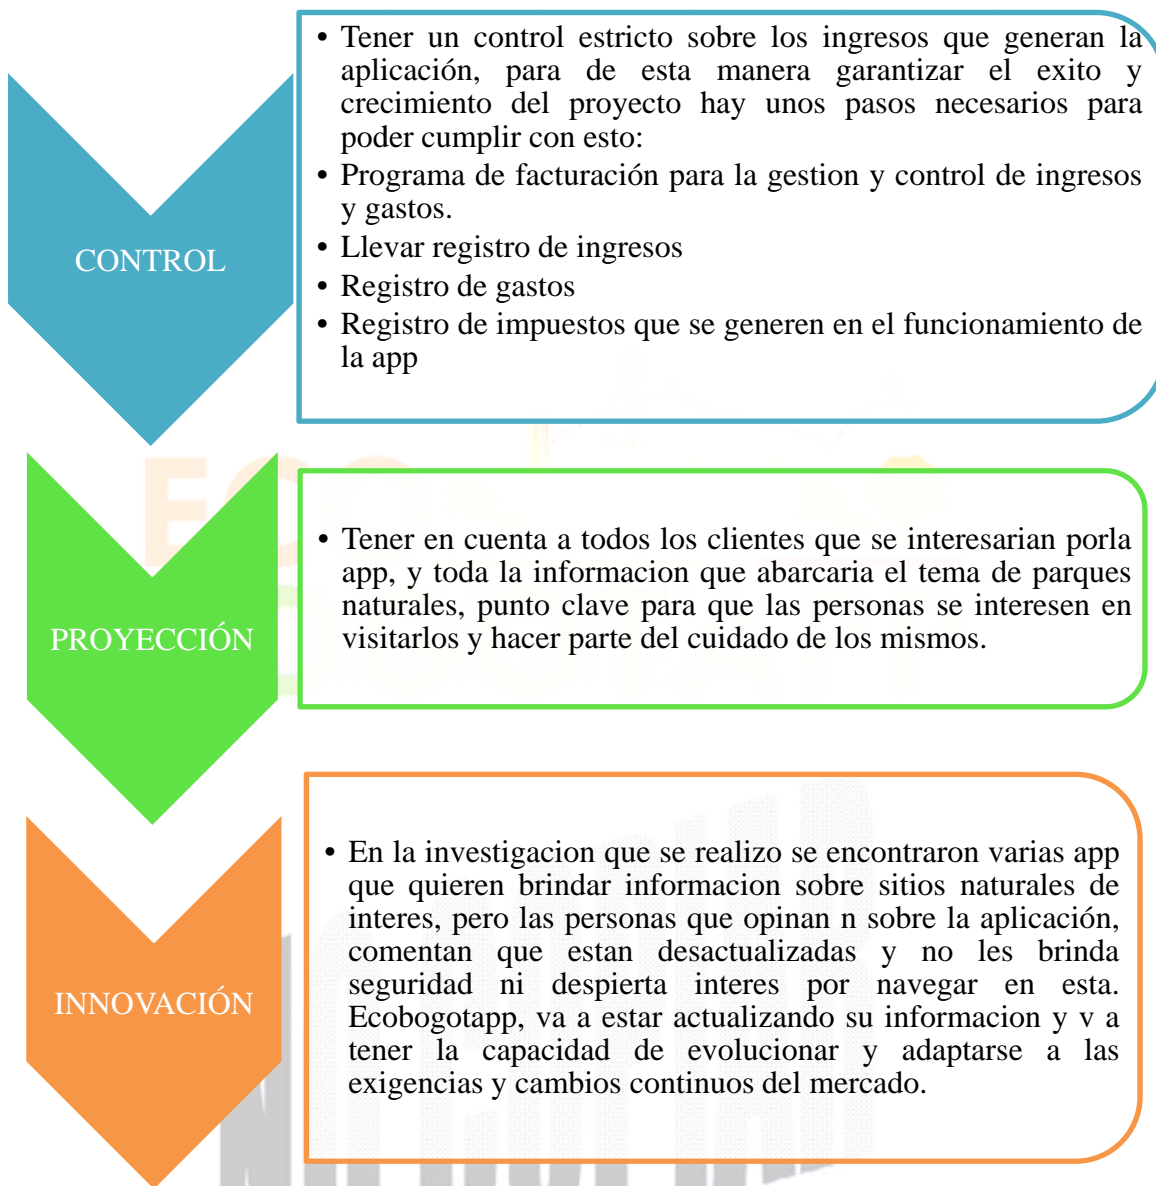 CONTROL
• Tener un control estricto sobre los ingresos que generan la
aplicación, para de esta manera garantizar el exito y
crecimiento del proyecto hay unos pasos necesarios para
poder cumplir con esto:
• Programa de facturación para la gestion y control de ingresos
y gastos.
• Llevar registro de ingresos
• Registro de gastos
• Registro de impuestos que se generen en el funcionamiento de
la app
PROYECCIÓN
• Tener en cuenta a todos los clientes que se interesarian porla
app, y toda la informacion que abarcaria el tema de parques
naturales, punto clave para que las personas se interesen en
visitarlos y hacer parte del cuidado de los mismos.
INNOVACIÓN
• En la investigacion que se realizo se encontraron varias app
que quieren brindar informacion sobre sitios naturales de
interes, pero las personas que opinan n sobre la aplicación,
comentan que estan desactualizadas y no les brinda
seguridad ni despierta interes por navegar en esta.
Ecobogotapp, va a estar actualizando su informacion y v a
tener la capacidad de evolucionar y adaptarse a las
exigencias y cambios continuos del mercado.
ECO